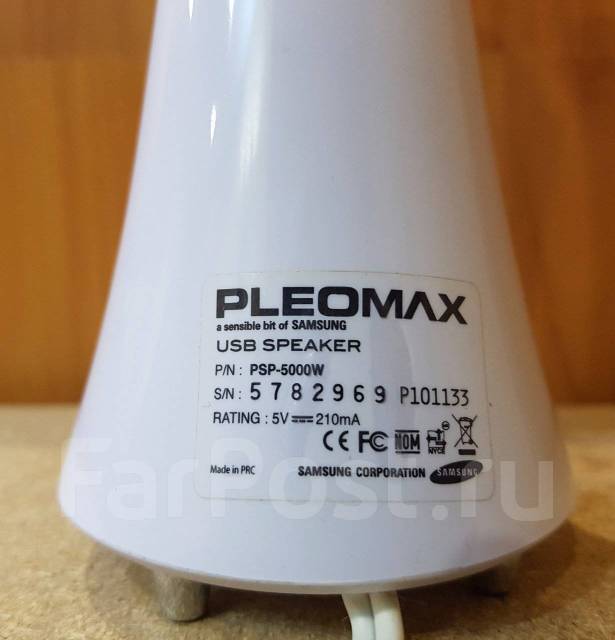 PLEOMAX
a sensible bit of SAMSUNG
USB SPEAKER
P/N : PSP-5000W
S/N : 5782969 P101133
RATING : 5V⎓210mA
CE FC NOM NYCE
Made in PRC SAMSUNG CORPORATION SAMSUNG
FarPost.ru